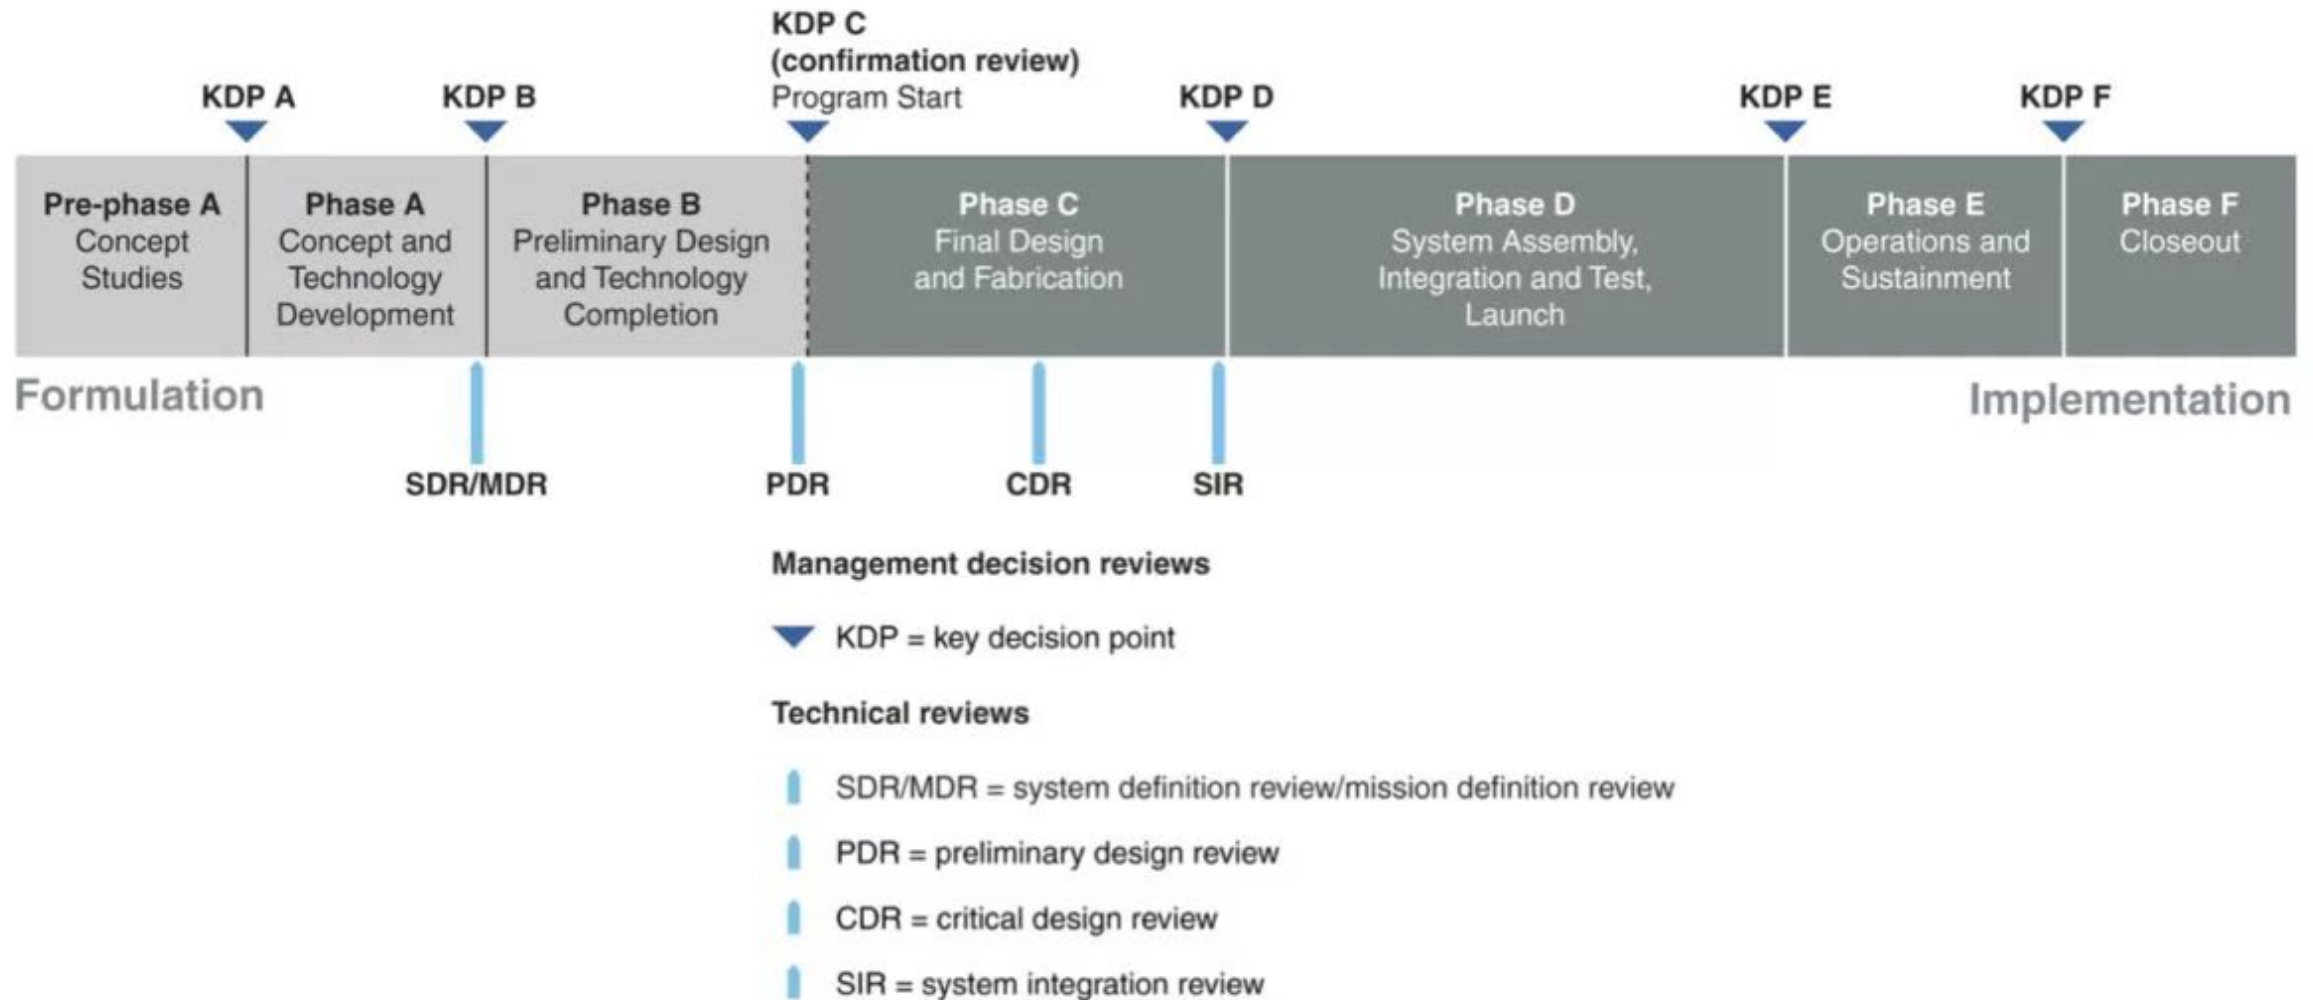 KDP C
(confirmation review)
Program Start
KDP A
KDP B
KDP D
KDP E
KDP F
Pre-phase A
Concept
Studies
Phase A
Concept and
Technology
Development
Phase B
Preliminary Design
and Technology
Completion
Phase C
Final Design
and Fabrication
Phase D
System Assembly,
Integration and Test,
Launch
Phase E
Operations and
Sustainment
Phase F
Closeout
Formulation
Implementation
SDR/MDR
PDR
CDR
SIR
Management decision reviews
KDP = key decision point
Technical reviews
SDR/MDR = system definition review/mission definition review
PDR = preliminary design review
CDR = critical design review
SIR = system integration review